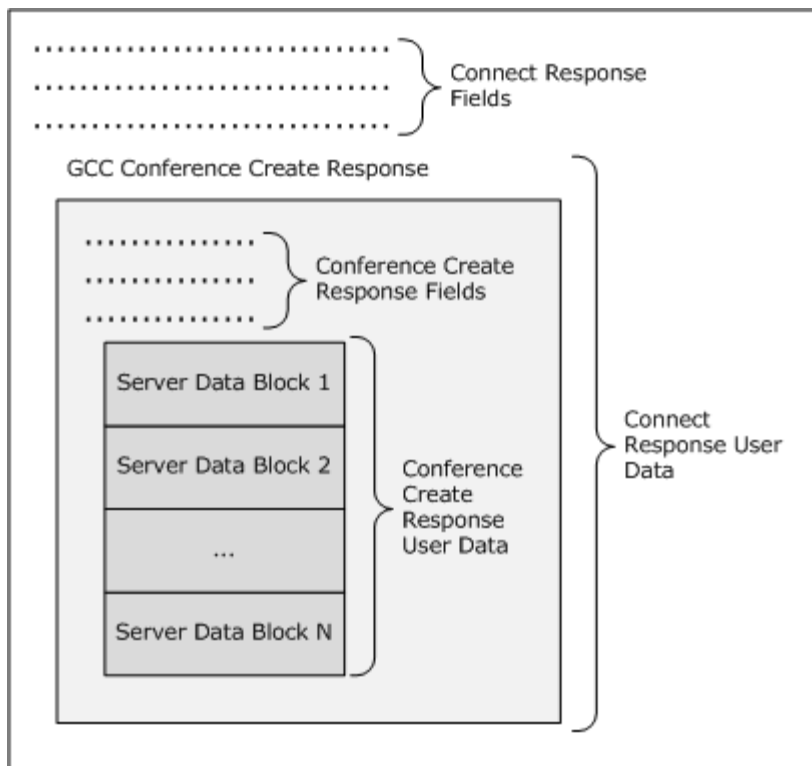 Connect Response
Fields
GCC Conference Create Response
Conference Create
Response Fields
Server Data Block 1
Server Data Block 2
...
Server Data Block N
Conference
Create
Response
User Data
Connect
Response User
Data